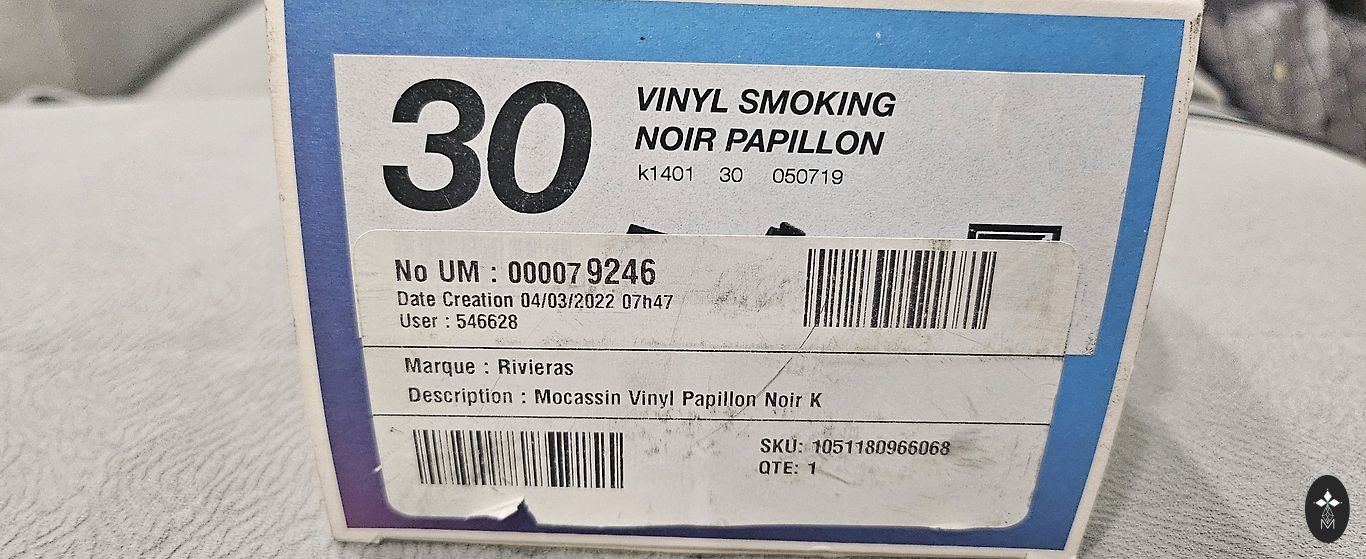 30
VINYL SMOKING
NOIR PAPILLON
k1401 30 050719
No UM : 000079246
Date Creation 04/03/2022 07h47
User : 546628
Marque : Rivieras
Description : Mocassin Vinyl Papillon Noir K
SKU: 1051180966068
QTE: 1
M